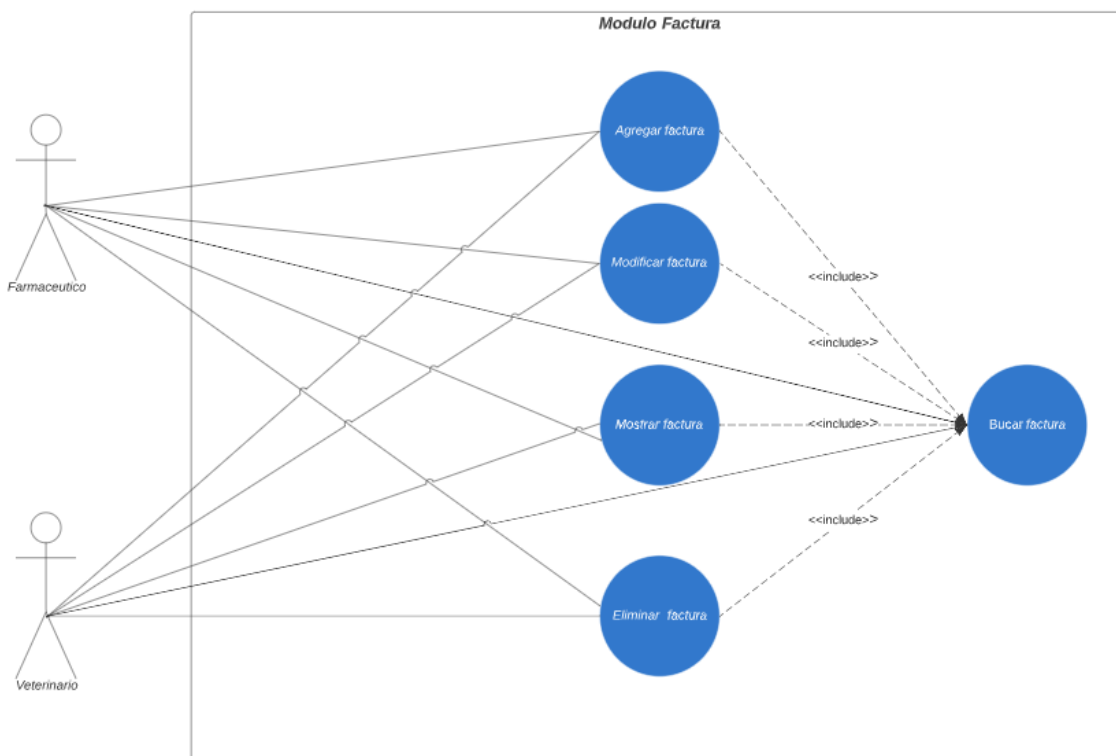 Modulo Factura
Agregar factura
Farmaceutico
Modificar factura
<<include>>
<<include>>
Mostrar factura
<<include>>
Bucar factura
<<include>>
Eliminar factura
Veterinario